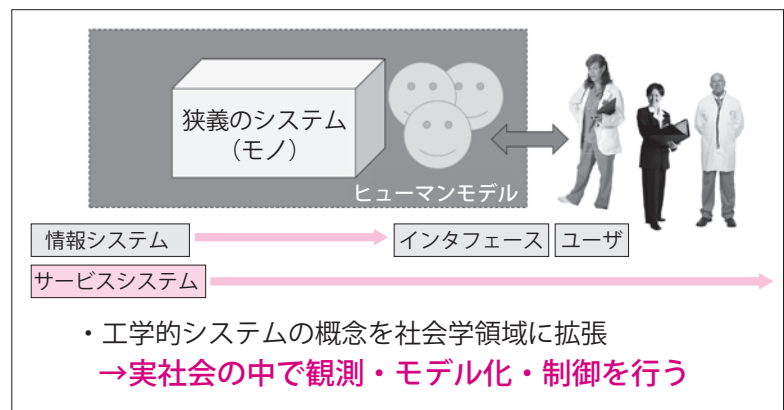 狭義のシステム
（モノ）
ヒューマンモデル
情報システム
インタフェース
ユーザ
サービスシステム
・工学的システムの概念を社会学領域に拡張
→実社会の中で観測・モデル化・制御を行う